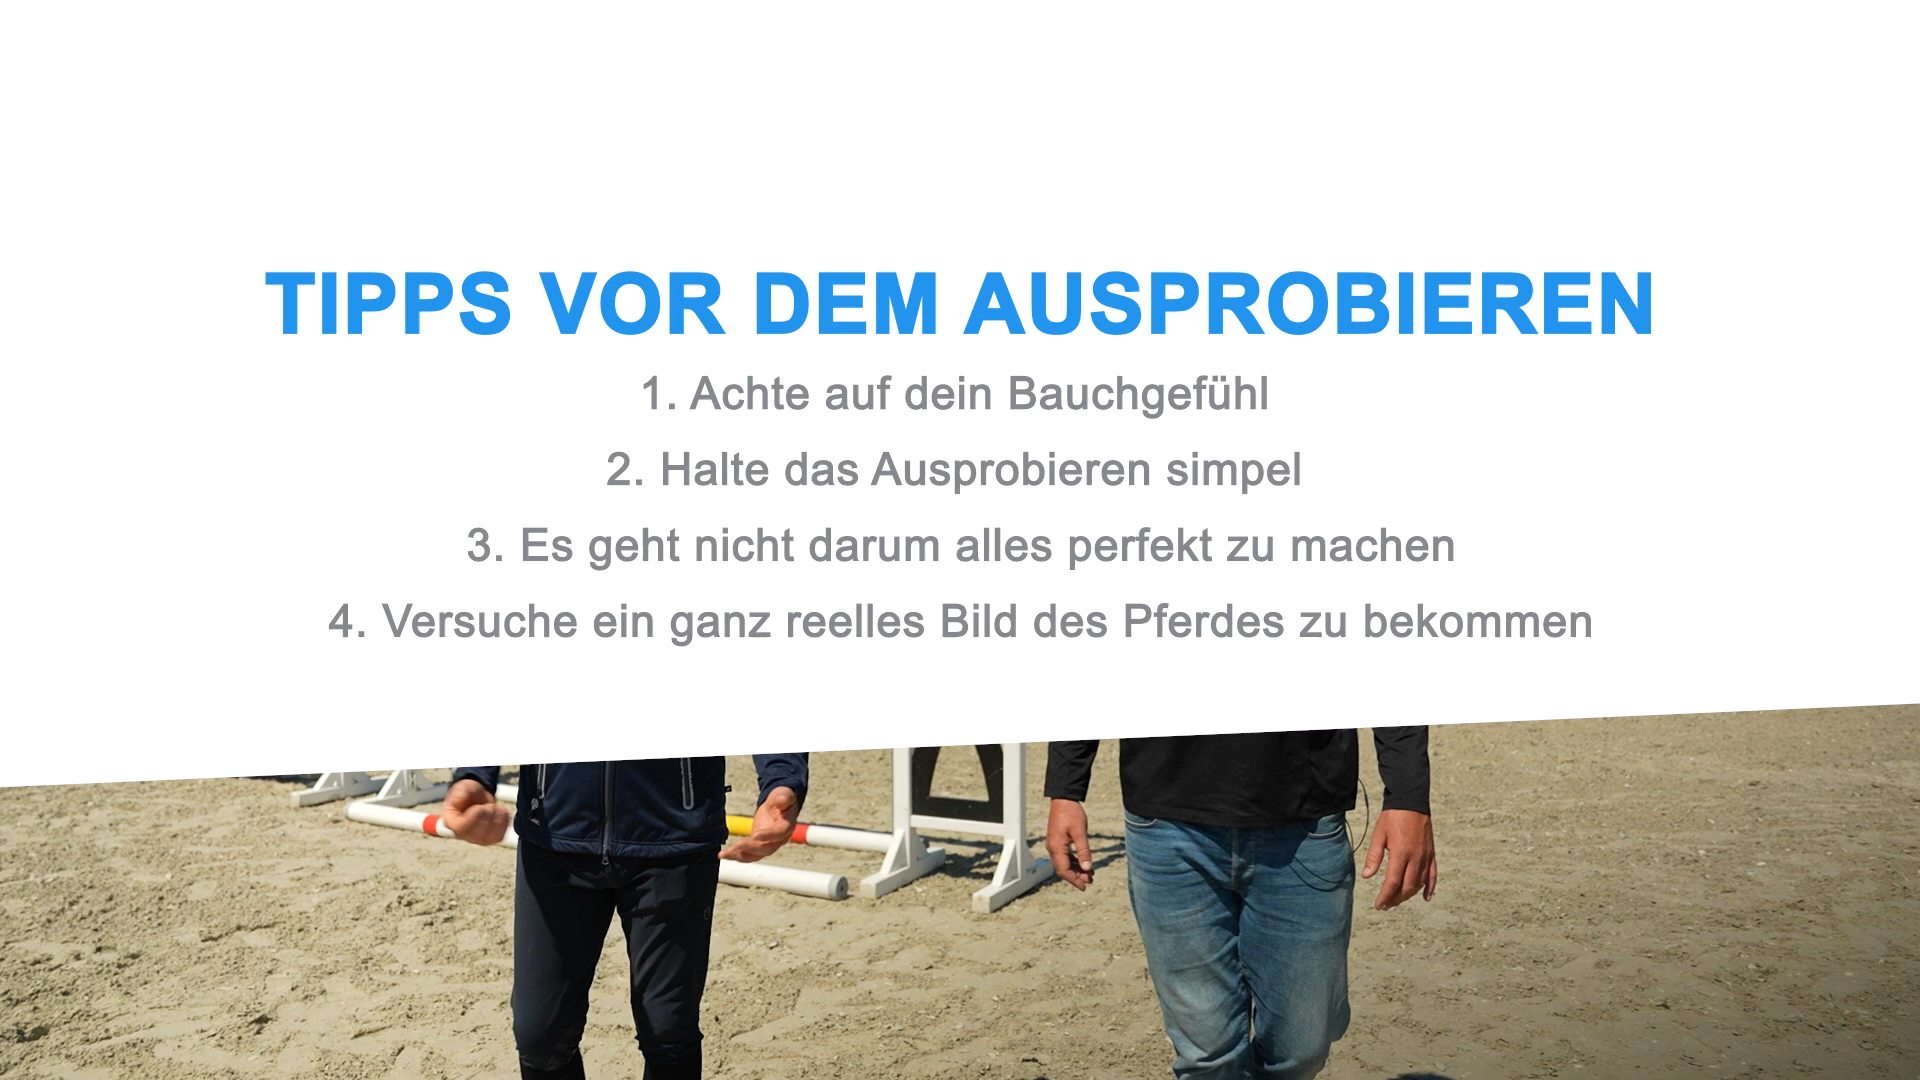 TIPPS VOR DEM AUSPROBIEREN
1. Achte auf dein Bauchgefühl
2. Halte das Ausprobieren simpel
3. Es geht nicht darum alles perfekt zu machen
4. Versuche ein ganz reelles Bild des Pferdes zu bekommen